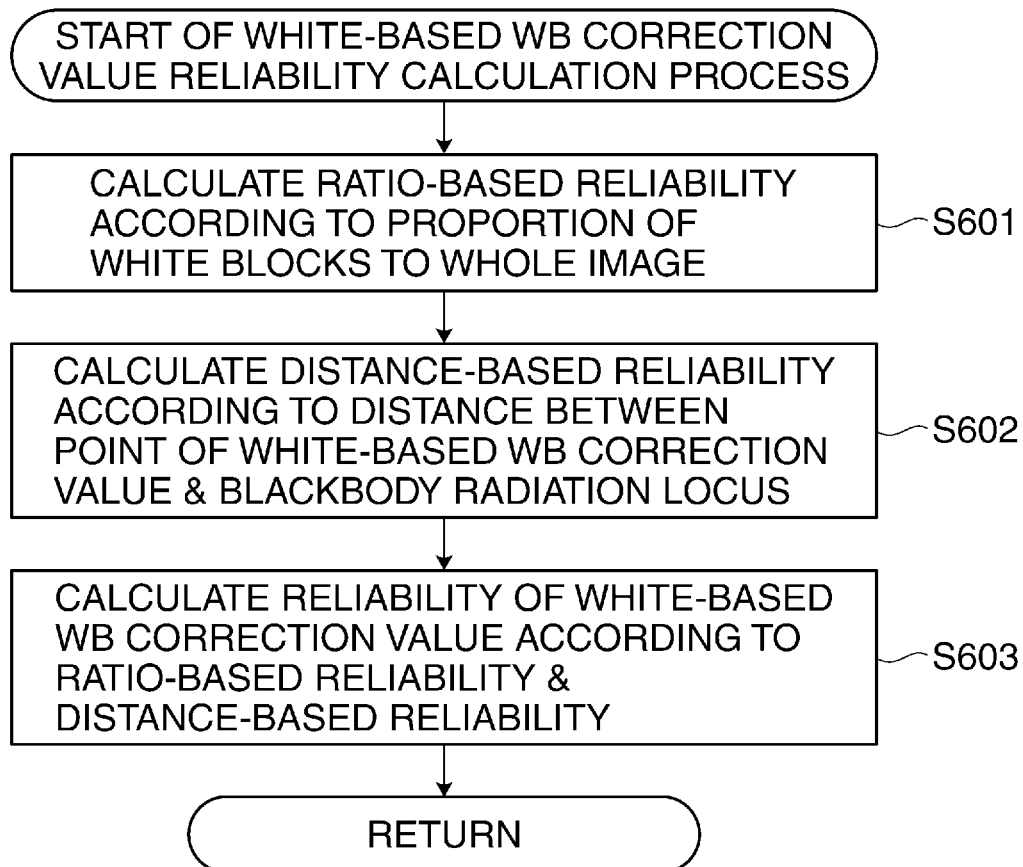 START OF WHITE-BASED WB CORRECTION
VALUE RELIABILITY CALCULATION PROCESS
CALCULATE RATIO-BASED RELIABILITY
ACCORDING TO PROPORTION OF
WHITE BLOCKS TO WHOLE IMAGE
S601
CALCULATE DISTANCE-BASED RELIABILITY
ACCORDING TO DISTANCE BETWEEN
POINT OF WHITE-BASED WB CORRECTION
VALUE & BLACKBODY RADIATION LOCUS
S602
CALCULATE RELIABILITY OF WHITE-BASED
WB CORRECTION VALUE ACCORDING TO
RATIO-BASED RELIABILITY &
DISTANCE-BASED RELIABILITY
S603
RETURN